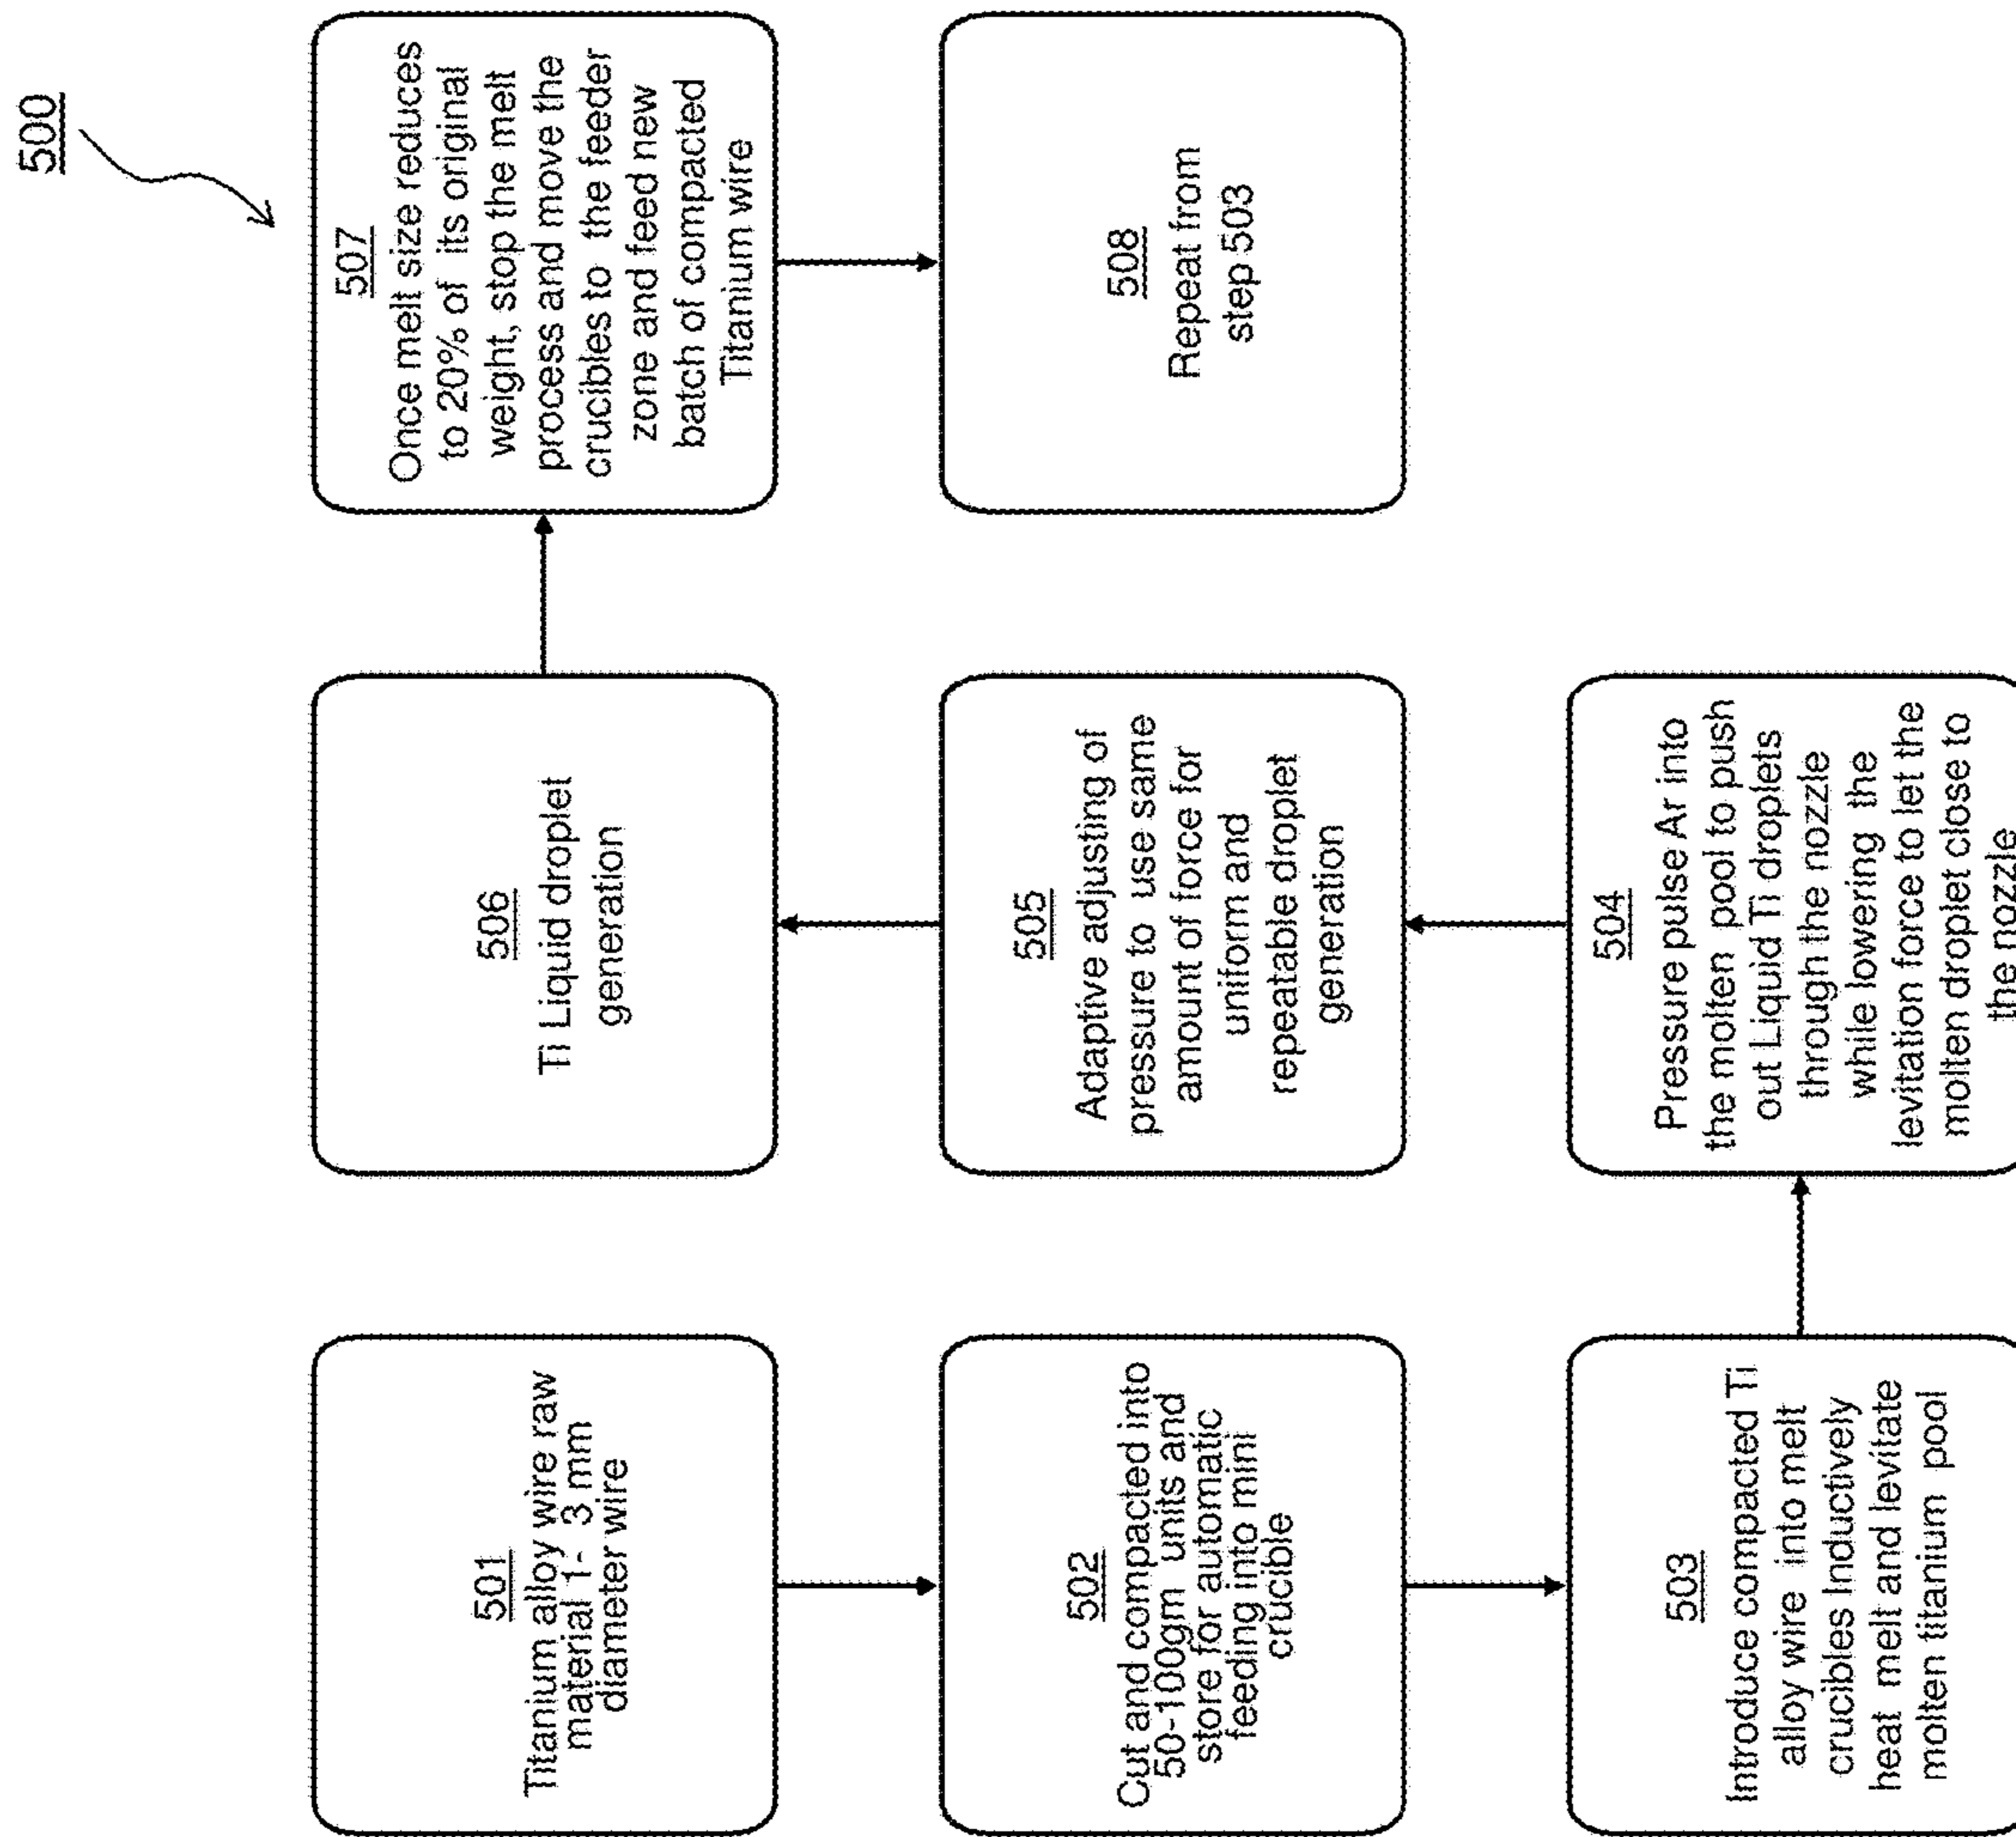 500
501
Titanium alloy wire raw
material 1- 3 mm
diameter wire
502
Cut and compacted into
50-100gm units and
store for automatic
feeding into mini
crucible
503
Introduce compacted Ti
alloy wire into melt
crucibles Inductively
heat melt and levitate
molten titanium pool
504
Pressure pulse Ar into
the molten pool to push
out Liquid Ti droplets
through the nozzle
while lowering the
levitation force to let the
molten droplet close to
the nozzle
505
Adaptive adjusting of
pressure to use same
amount of force for
uniform and
repeatable droplet
generation
506
Ti Liquid droplet
generation
507
Once melt size reduces
to 20% of its original
weight, stop the melt
process and move the
crucibles to the feeder
zone and feed new
batch of compacted
Titanium wire
508
Repeat from
step 503